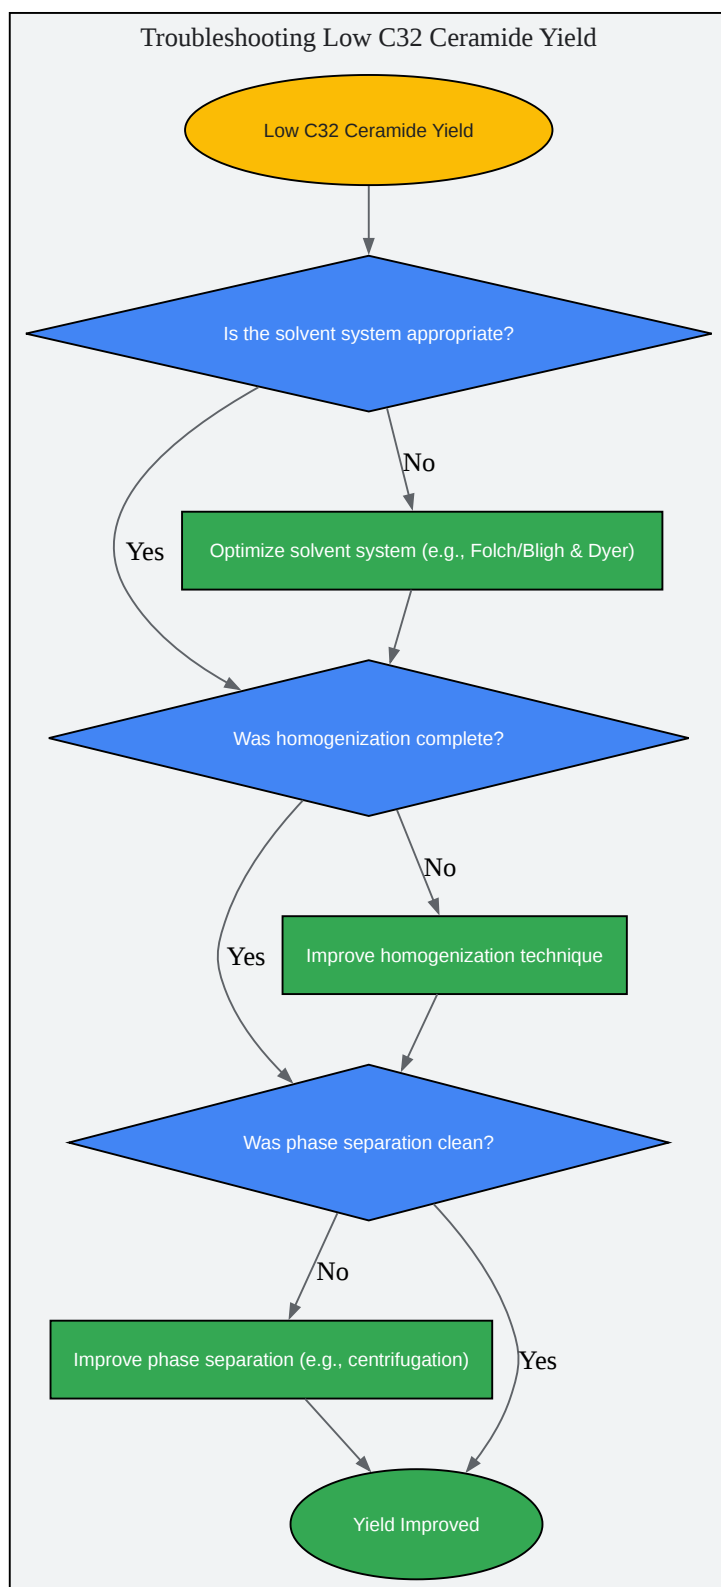 Troubleshooting Low C32 Ceramide Yield
Low C32 Ceramide Yield
Is the solvent system appropriate?
No
Yes
Optimize solvent system (e.g., Folch/Bligh & Dyer)
Was homogenization complete?
No
Yes
Improve homogenization technique
Was phase separation clean?
No
Improve phase separation (e.g., centrifugation)
Yes
Yield Improved